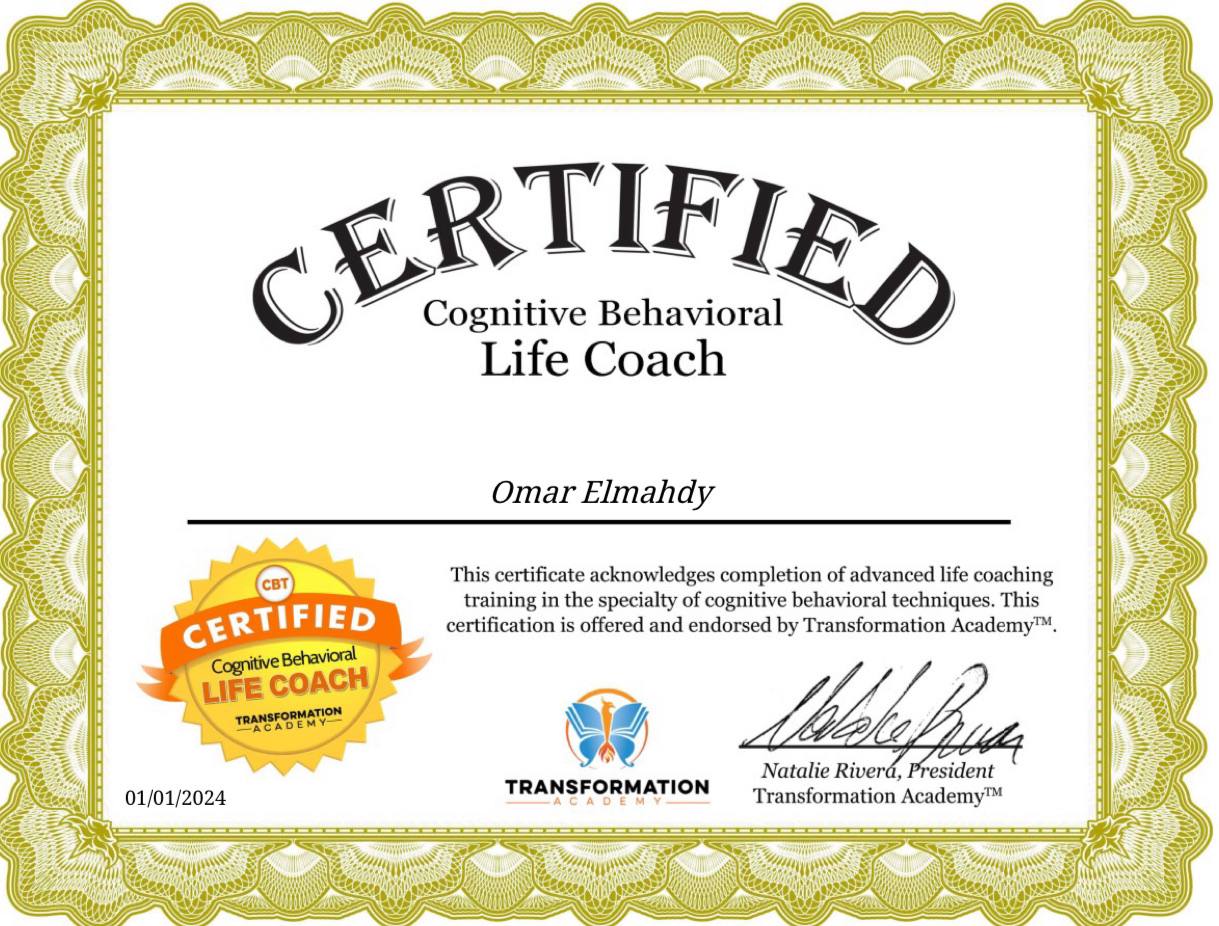 CERTIFIED
Cognitive Behavioral
Life Coach
Omar Elmahdy
This certificate acknowledges completion of advanced life coaching
training in the specialty of cognitive behavioral techniques. This
certification is offered and endorsed by Transformation Academy™.
CBT
CERTIFIED
Cognitive Behavioral
LIFE COACH
TRANSFORMATION
ACADEMY
01/01/2024
TRANSFORMATION
ACADEMY
Natalie Rivera, President
Transformation Academy™